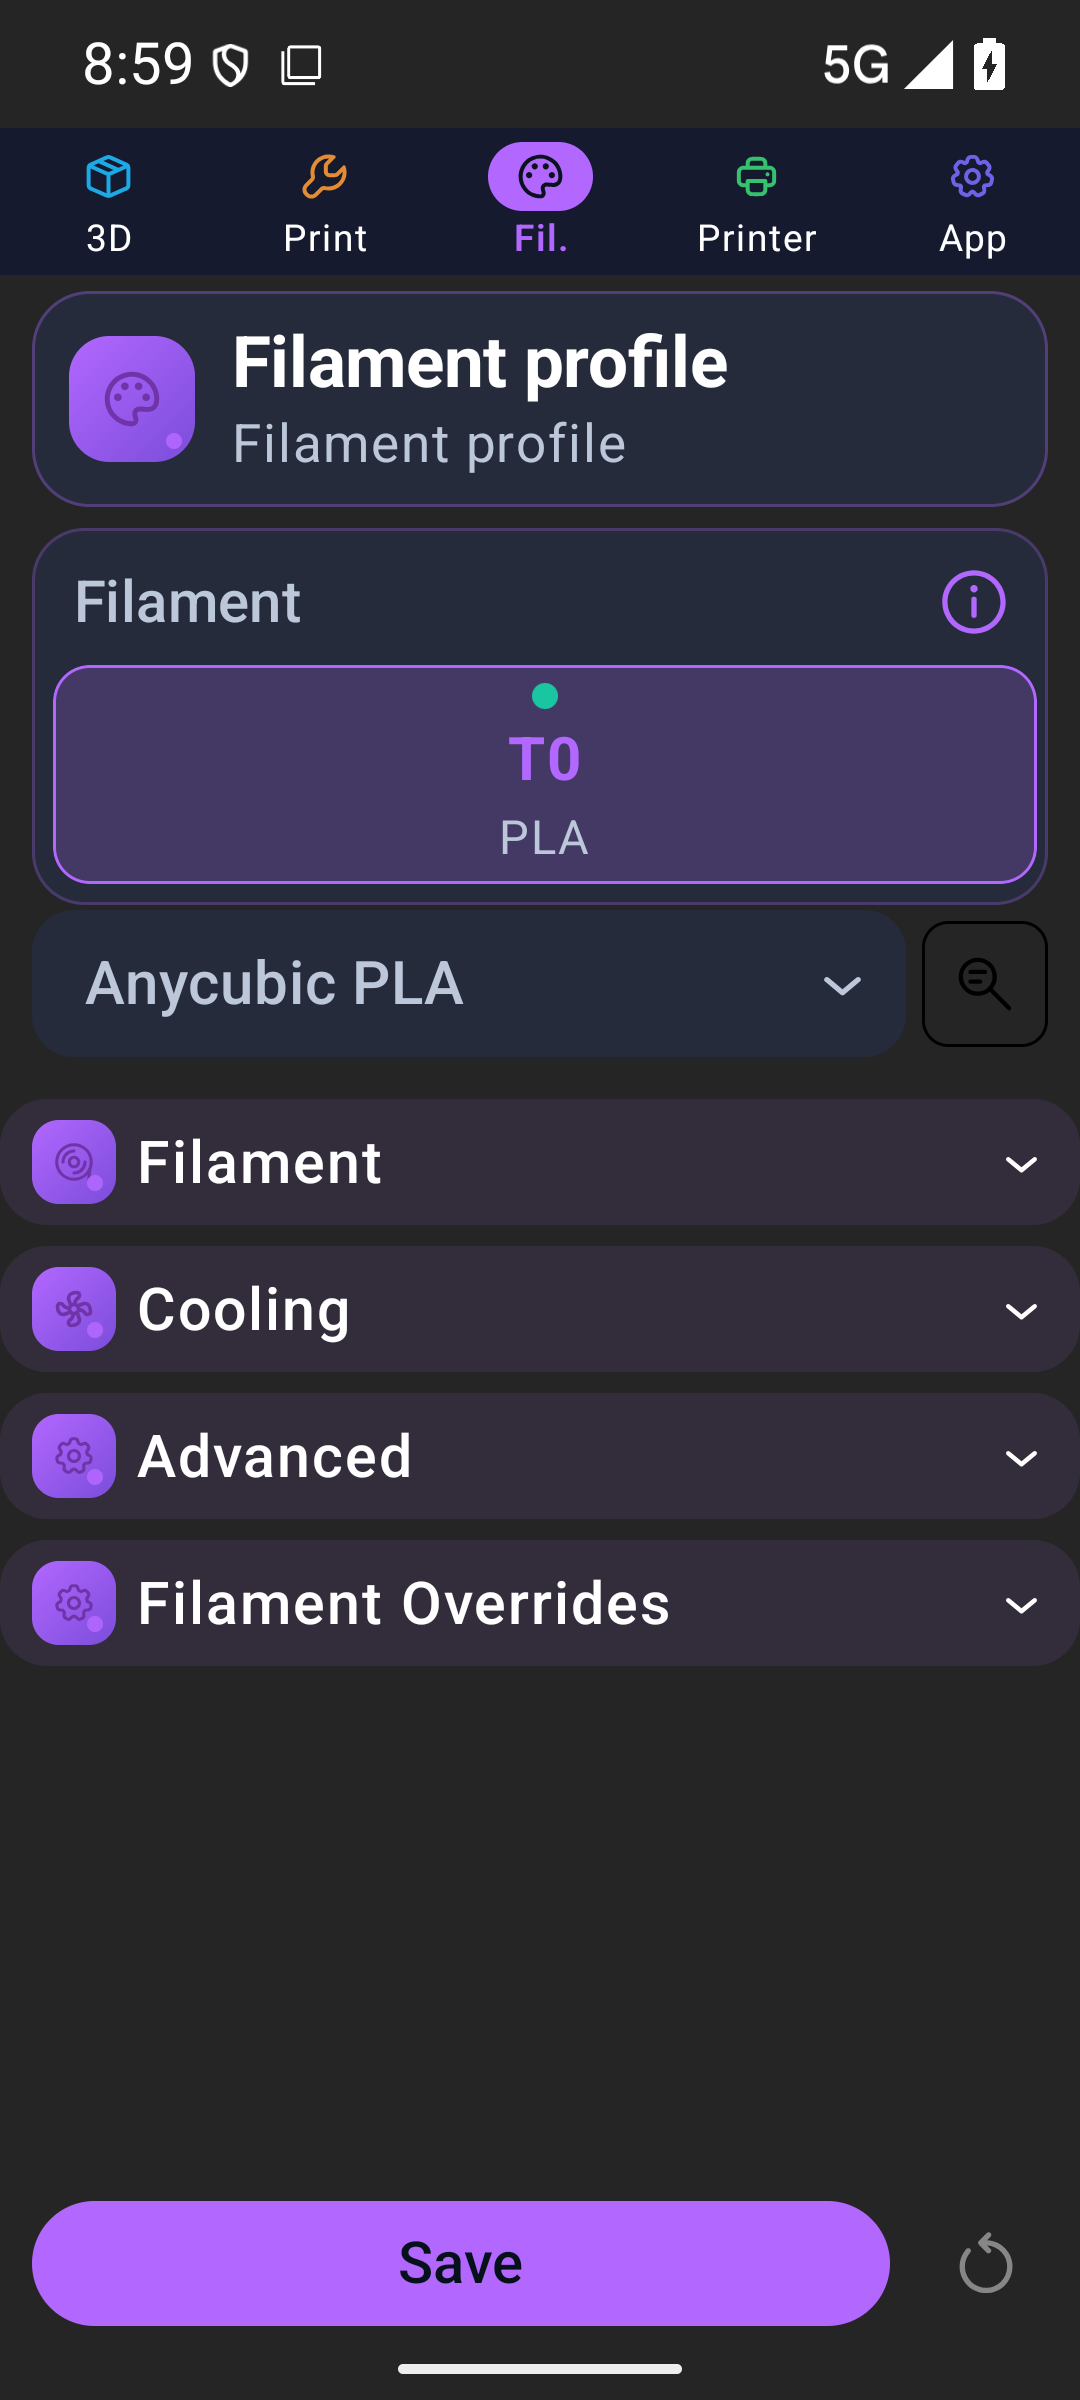 8:59
5G
3D
Print
Fil.
Printer
App
Filament profile
Filament profile
Filament
T0
PLA
Anycubic PLA
Filament
Cooling
Advanced
Filament Overrides
Save